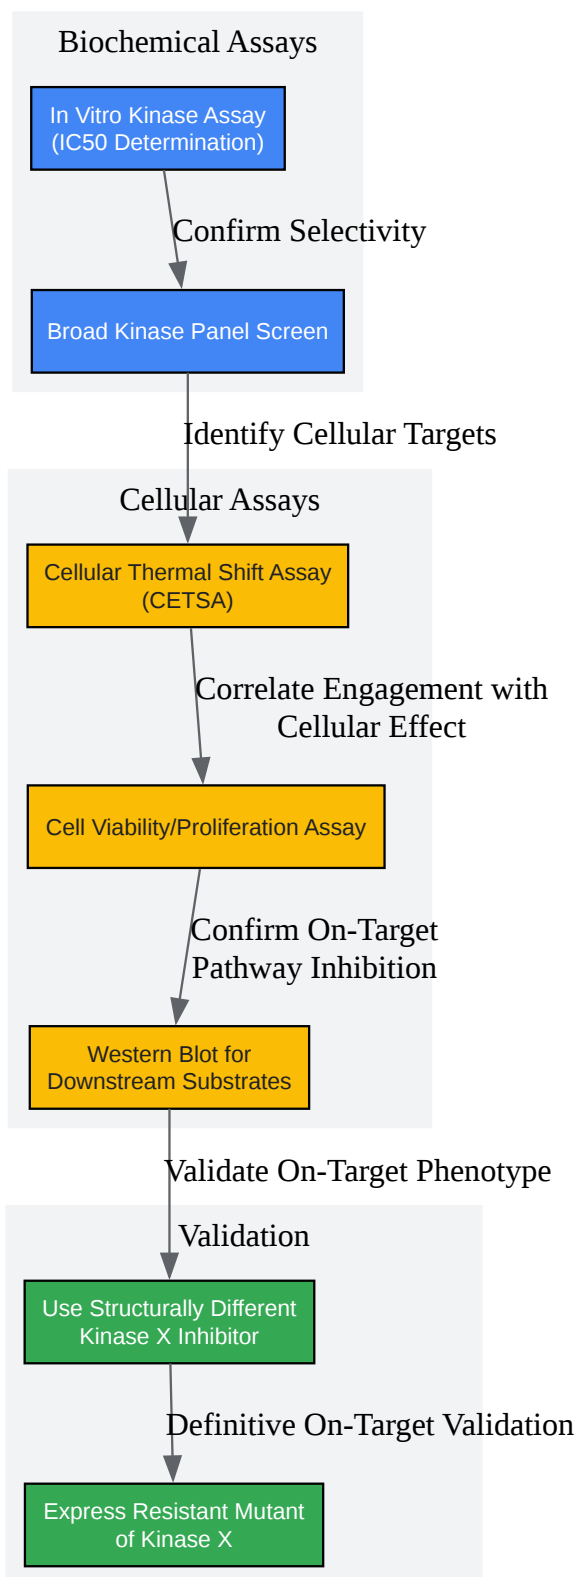 Biochemical Assays
In Vitro Kinase Assay
(IC50 Determination)
Confirm Selectivity
Broad Kinase Panel Screen
Identify Cellular Targets
Cellular Assays
Cellular Thermal Shift Assay
(CETSA)
Correlate Engagement with
Cellular Effect
Cell Viability/Proliferation Assay
Confirm On-Target
Pathway Inhibition
Western Blot for
Downstream Substrates
Validate On-Target Phenotype
Validation
Use Structurally Different
Kinase X Inhibitor
Definitive On-Target Validation
Express Resistant Mutant
of Kinase X